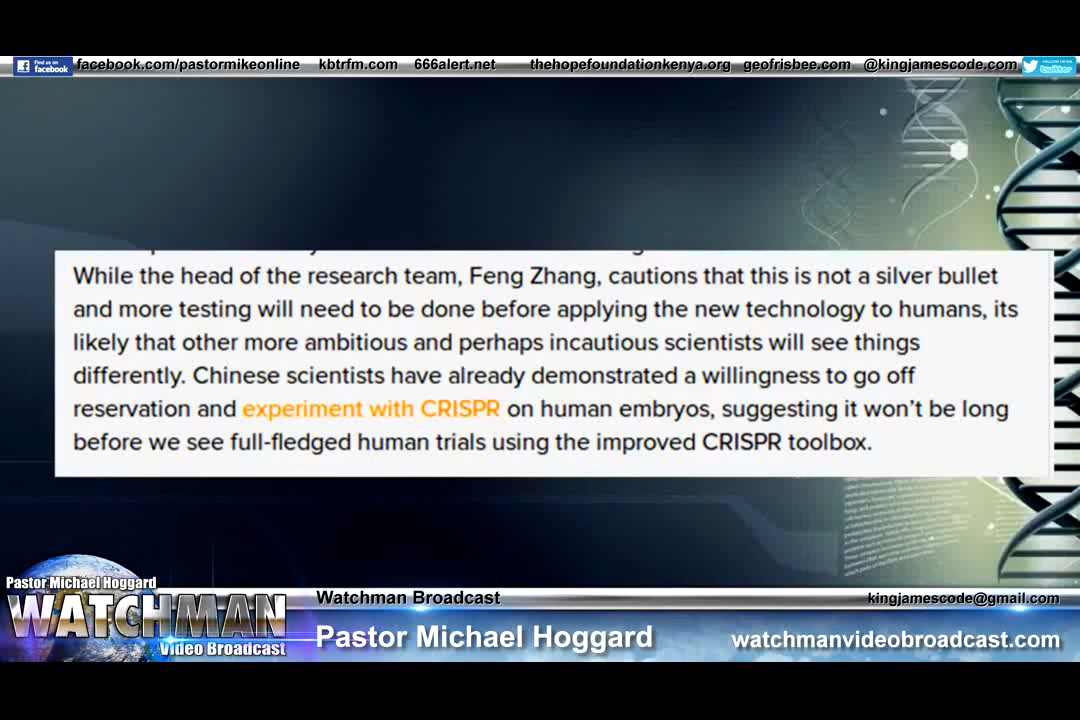 Find us on facebook facebook.com/pastormikeonline kbtrfm.com 666alert.net thehopefoundationkenya.org geofrisbee.com @kingjamescode.com FOLLOW US ON twitter
While the head of the research team, Feng Zhang, cautions that this is not a silver bullet
and more testing will need to be done before applying the new technology to humans, its
likely that other more ambitious and perhaps incautious scientists will see things
differently. Chinese scientists have already demonstrated a willingness to go off
reservation and experiment with CRISPR on human embryos, suggesting it won't be long
before we see full-fledged human trials using the improved CRISPR toolbox.
Pastor Michael Hoggard
WATCHMAN
Video Broadcast
Watchman Broadcast kingjamescode@gmail.com
Pastor Michael Hoggard watchmanvideobroadcast.com